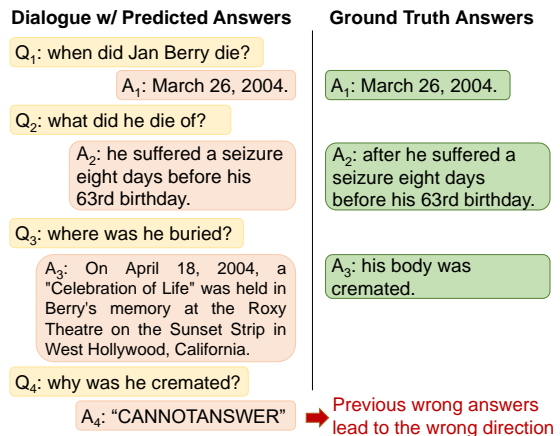 Dialogue w/ Predicted Answers
Ground Truth Answers
Q1: when did Jan Berry die?
A1: March 26, 2004.
A1: March 26, 2004.
Q2: what did he die of?
A2: he suffered a seizure
eight days before his
63rd birthday.
A2: after he suffered a
seizure eight days
before his 63rd birthday.
Q3: where was he buried?
A3: On April 18, 2004, a
"Celebration of Life" was held in
Berry's memory at the Roxy
Theatre on the Sunset Strip in
West Hollywood, California.
A3: his body was
cremated.
Q4: why was he cremated?
A4: “CANNOTANSWER”
Previous wrong answers
lead to the wrong direction